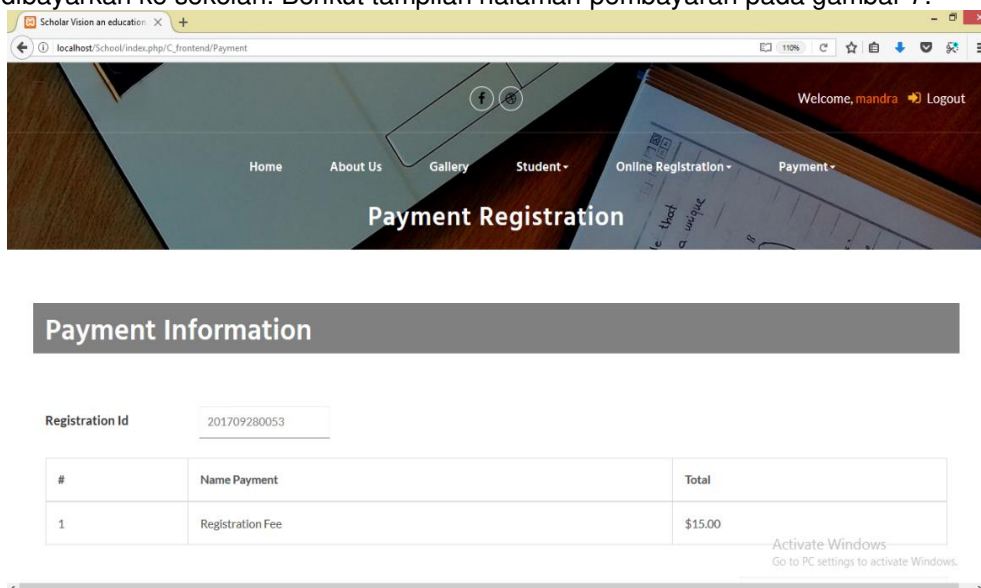 dibayarkan ke sekolah. Berikut tampilan halaman pembayaran pada gambar 7.
Scholar Vision an education
localhost/School/index.php/C_frontend/Payment
110%
Welcome, mandra Logout
Home About Us Gallery Student Online Registration Payment
Payment Registration
that
a unique
Payment Information
Registration Id 201709280053
# Name Payment Total
1 Registration Fee $15.00
Activate Windows
Go to PC settings to activate Windows.